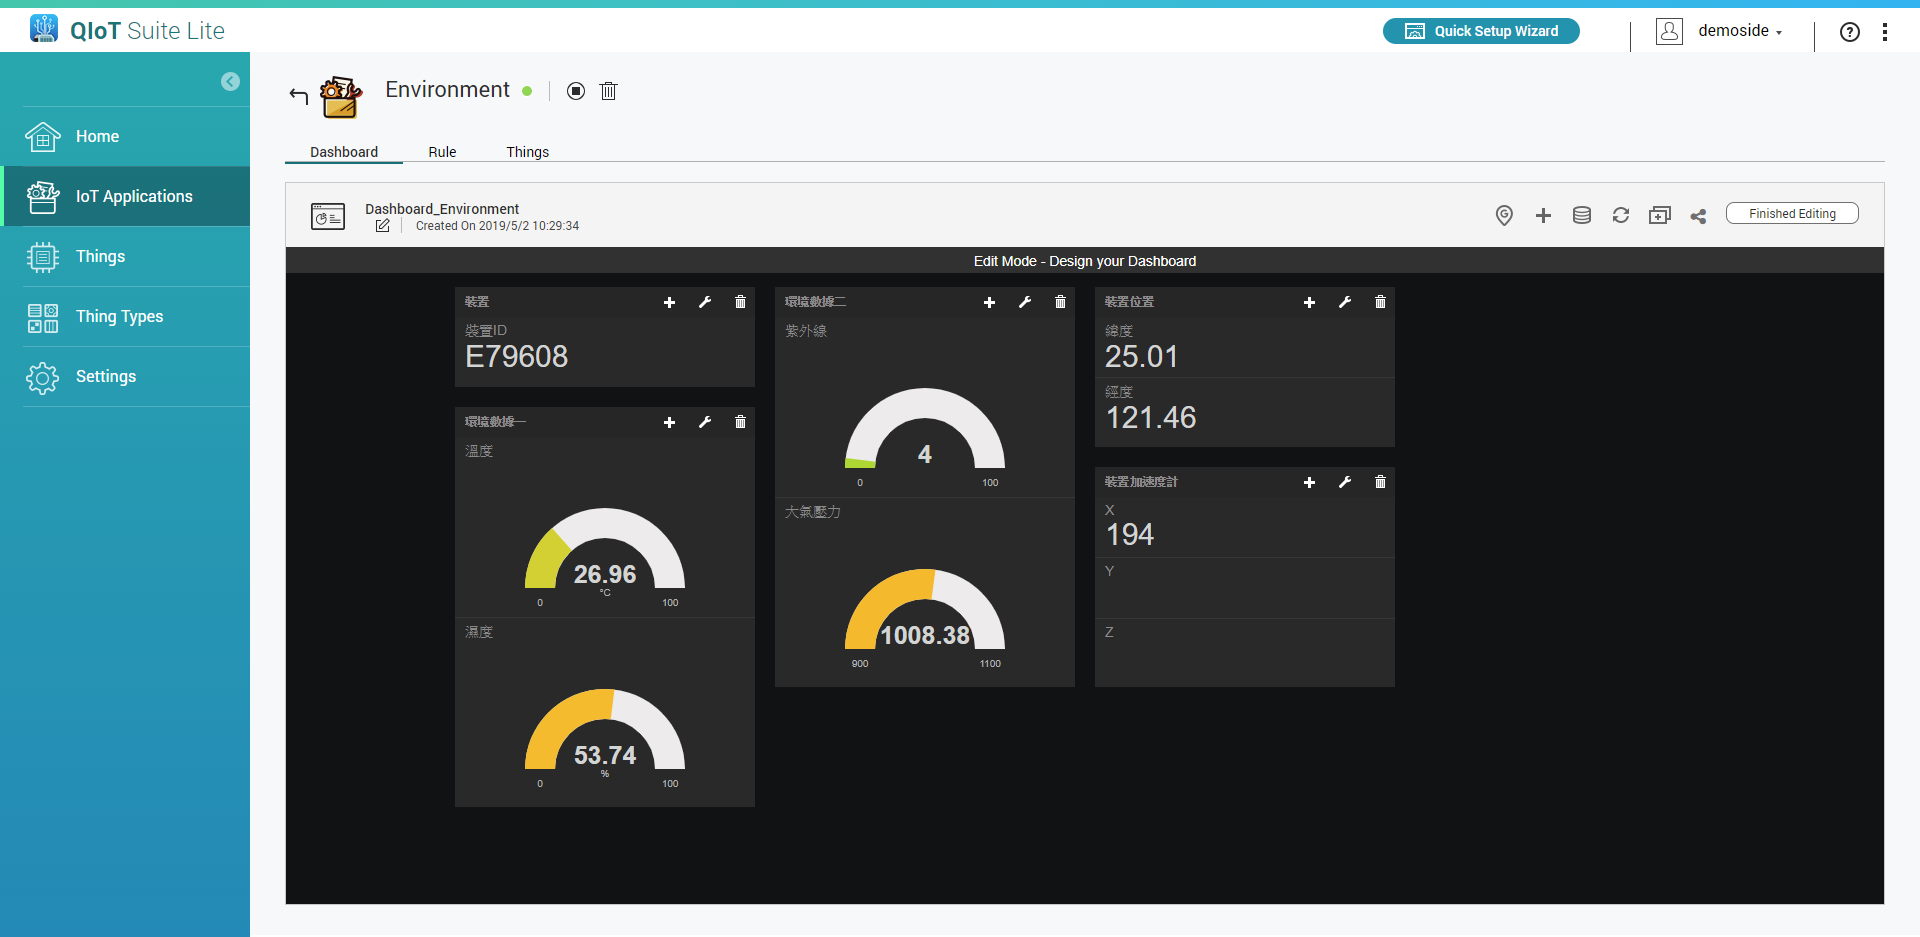 QIoT Suite Lite
Quick Setup Wizard
demoside
Home
IoT Applications
Things
Thing Types
Settings
Environment
Dashboard
Rule
Things
Dashboard_Environment
Created On 2019/5/2 10:29:34
Finished Editing
Edit Mode - Design your Dashboard
裝置
裝置ID
E79608
環境數據一
溫度
26.96
°C
0
100
濕度
53.74
%
0
100
環境數據二
紫外線
4
0
100
大氣壓力
1008.38
900
1100
裝置位置
緯度
25.01
經度
121.46
裝置加速度計
X
194
Y
Z